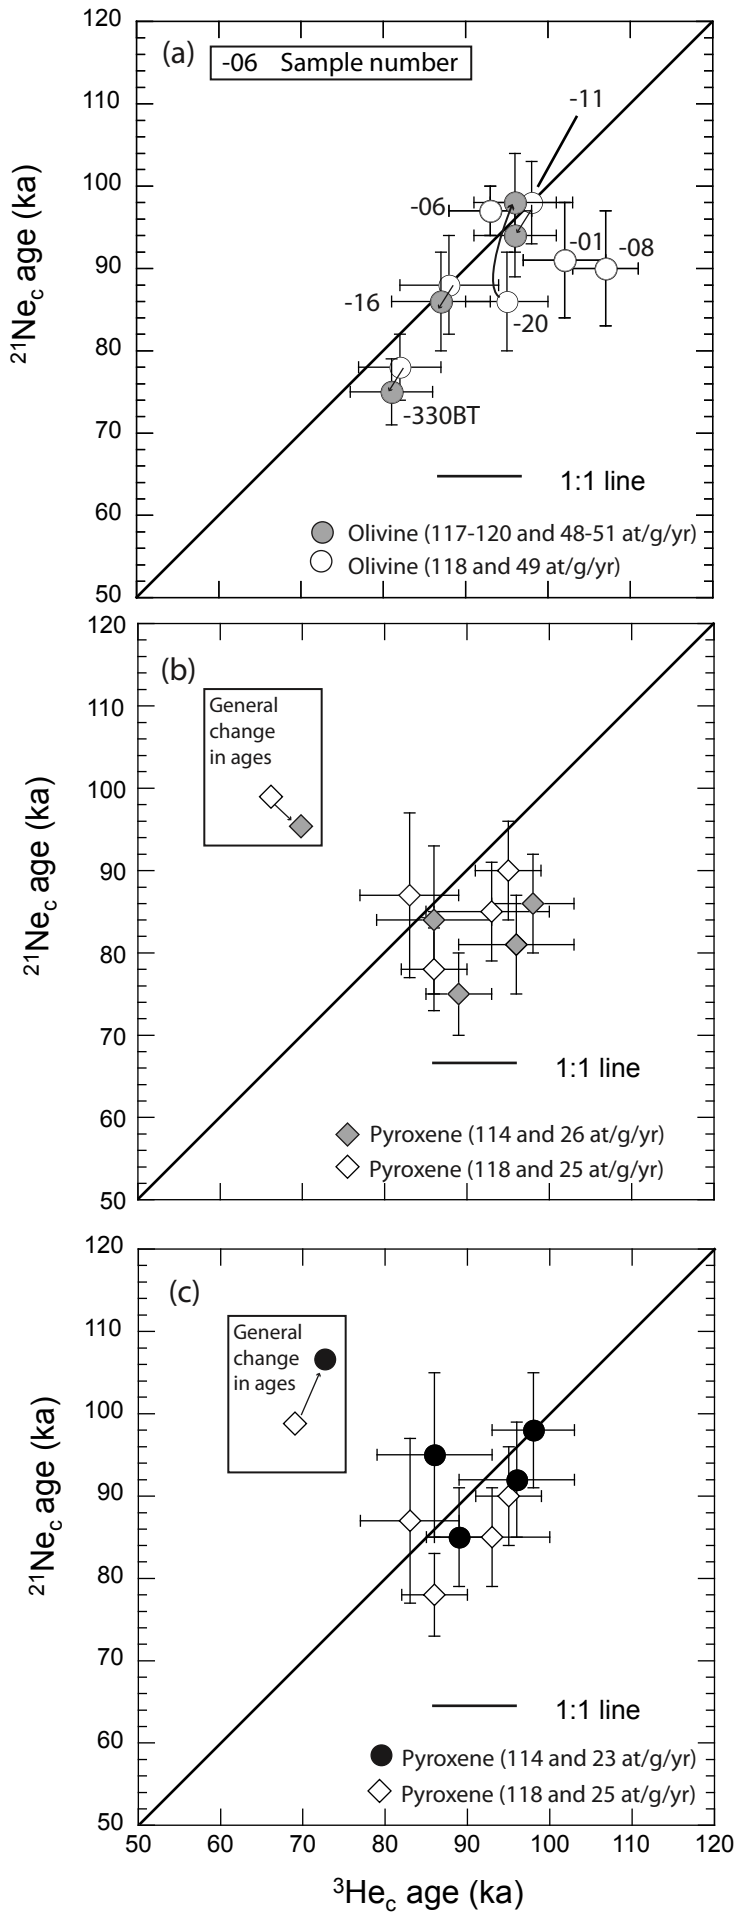 (a)
-06 Sample number
120
110
100
90
80
70
60
50
²¹Ne꜀ age (ka)
-11
-06
-01
-08
-16
-20
-330BT
1:1 line
Olivine (117-120 and 48-51 at/g/yr)
Olivine (118 and 49 at/g/yr)
(b)
General
change
in ages
120
110
100
90
80
70
60
50
²¹Ne꜀ age (ka)
1:1 line
Pyroxene (114 and 26 at/g/yr)
Pyroxene (118 and 25 at/g/yr)
(c)
General
change
in ages
120
110
100
90
80
70
60
50
²¹Ne꜀ age (ka)
1:1 line
Pyroxene (114 and 23 at/g/yr)
Pyroxene (118 and 25 at/g/yr)
50 60 70 80 90 100 110 120
³He꜀ age (ka)